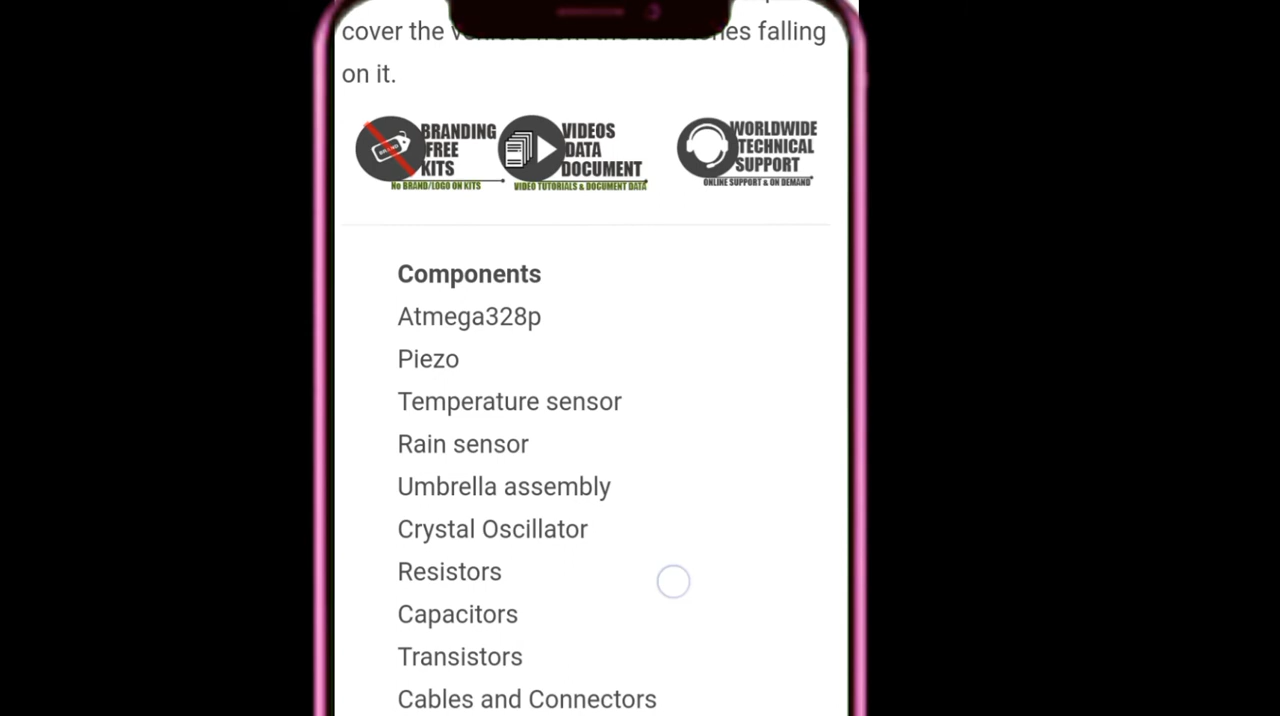 cover the
falling
on it.
BRANDING
FREE
KITS
No BRAND/LOGO ON KITS
VIDEOS
DATA
DOCUMENT
VIDEO TUTORIALS & DOCUMENT DATA
WORLDWIDE
TECHNICAL
SUPPORT
ONLINE SUPPORT & ON DEMAND
Components
Atmega328p
Piezo
Temperature sensor
Rain sensor
Umbrella assembly
Crystal Oscillator
Resistors
Capacitors
Transistors
Cables and Connectors